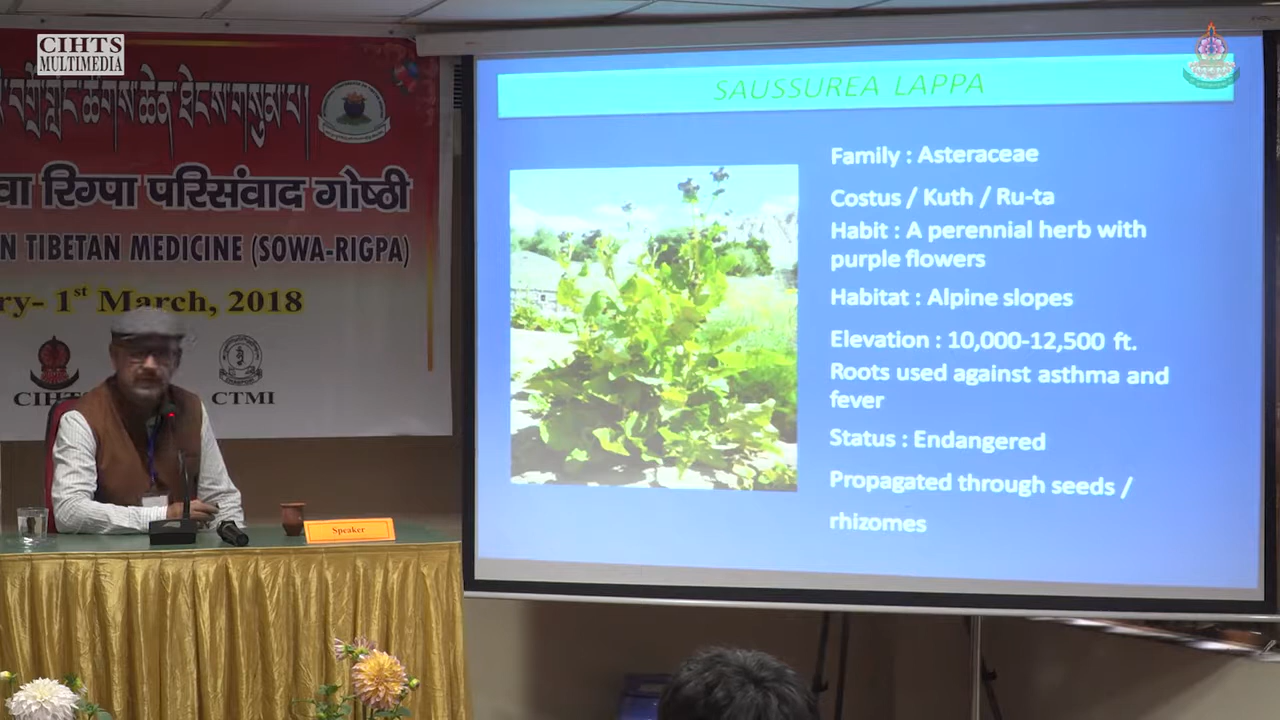 CIHTS
MULTIMEDIA
रिग्पा परिसंवाद गोष्ठी
TIBETAN MEDICINE (SOWA-RIGPA)
1st March, 2018
CTMI
Speaker
SAUSSUREA LAPPA
Family : Asteraceae
Costus / Kuth / Ru-ta
Habit : A perennial herb with
purple flowers
Habitat : Alpine slopes
Elevation : 10,000-12,500 ft.
Roots used against asthma and
fever
Status : Endangered
Propagated through seeds /
rhizomes